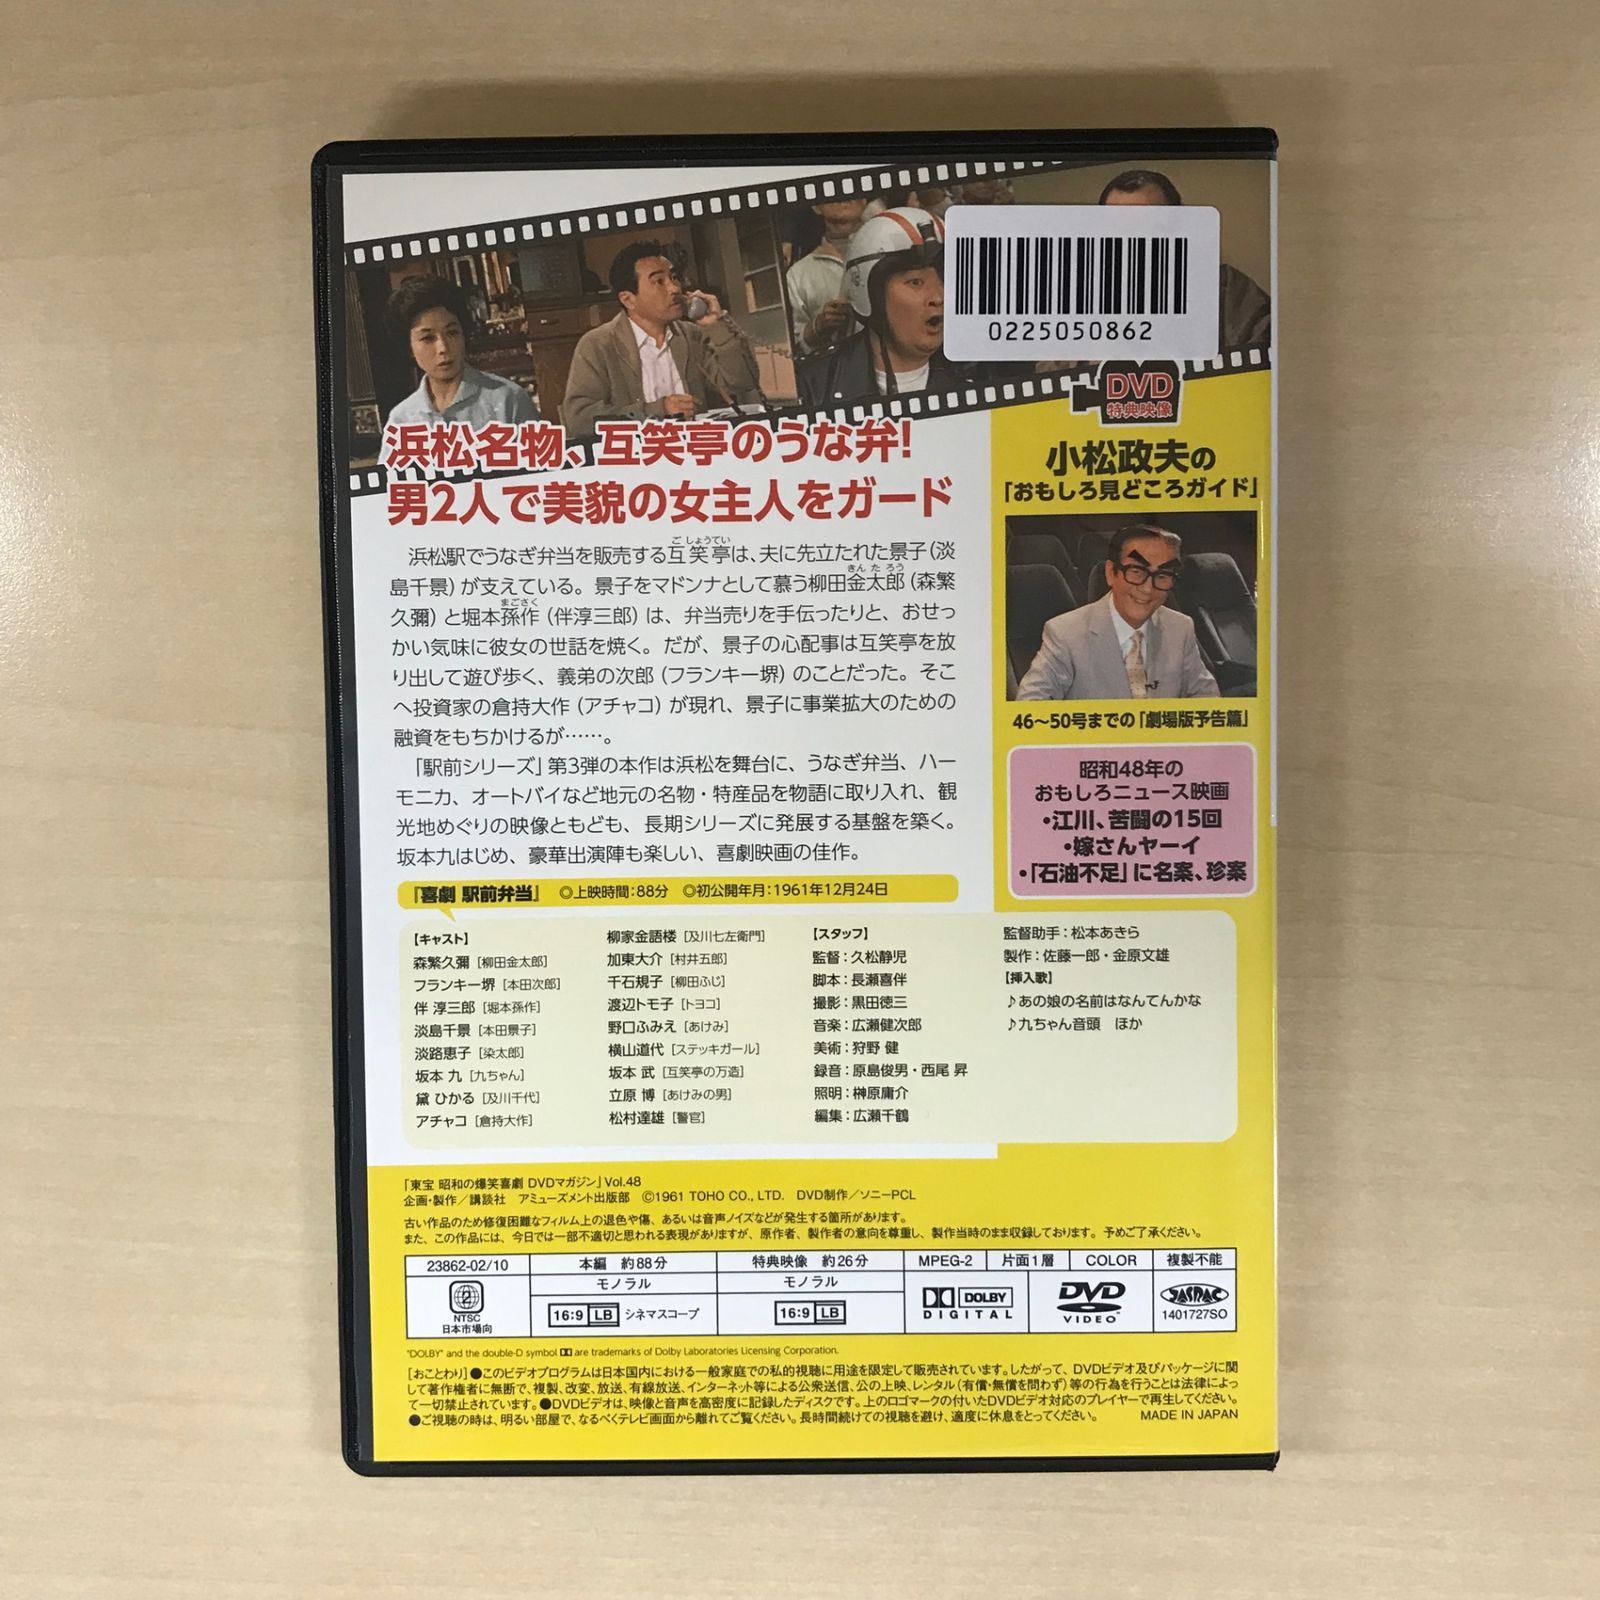 0225050862
DVD
特典映像
浜松名物、互笑亭のうな弁!
男2人で美貌の女主人をガード
浜松駅でうなぎ弁当を販売する互笑亭は、夫に先立たれた景子(淡
ごしょうてい
島千景)が支えている。景子をマドンナとして慕う柳田金太郎(森繁
きんたろう
久彌)と堀本孫作(伴淳三郎)は、弁当売りを手伝ったりと、おせっ
まごさく
かい気味に彼女の世話を焼く。だが、景子の心配事は互笑亭を放
り出して遊び歩く、義弟の次郎(フランキー堺)のことだった。そこ
へ投資家の倉持大作(アチャコ)が現れ、景子に事業拡大のための
融資をもちかけるが……。
「駅前シリーズ」第3弾の本作は浜松を舞台に、うなぎ弁当、ハー
モニカ、オートバイなど地元の名物・特産品を物語に取り入れ、観
光地めぐりの映像ともども、長期シリーズに発展する基盤を築く。
坂本九はじめ、豪華出演陣も楽しい、喜劇映画の佳作。
小松政夫の
「おもしろ見どころガイド」
46〜50号までの「劇場版予告篇」
昭和48年の
おもしろニュース映画
・江川、苦闘の15回
・嫁さんヤーイ
・「石油不足」に名案、珍案
『喜劇 駅前弁当』 ◎上映時間:88分 ◎初公開年月:1961年12月24日
【キャスト】
森繁久彌[柳田金太郎]
フランキー堺[本田次郎]
伴 淳三郎[堀本孫作]
淡島千景[本田景子]
淡路恵子[染太郎]
坂本 九[九ちゃん]
黛 ひかる[及川千代]
アチャコ[倉持大作]
柳家金語楼[及川七左衛門]
加東大介[村井五郎]
千石規子[柳田ふじ]
渡辺トモ子[トヨコ]
野口ふみえ[あけみ]
横山道代[ステッキガール]
坂本 武[互笑亭の万造]
立原 博[あけみの男]
松村達雄[警官]
【スタッフ】
監督:久松静児
脚本:長瀬喜伴
撮影:黒田徳三
音楽:広瀬健次郎
美術:狩野 健
録音:原島俊男・西尾 昇
照明:榊原庸介
編集:広瀬千鶴
監督助手:松本あきら
製作:佐藤一郎・金原文雄
【挿入歌】
♪あの娘の名前はなんてんかな
♪九ちゃん音頭 ほか
「東宝 昭和の爆笑喜劇 DVDマガジン」Vol.48
企画・製作/講談社 アミューズメント出版部 ©1961 TOHO CO., LTD. DVD制作/ソニーPCL
古い作品のため修復困難なフィルム上の退色や傷、あるいは音声ノイズなどが発生する箇所があります。
また、この作品には、今日では一部不適切と思われる表現がありますが、原作者、製作者の意向を尊重し、製作当時のまま収録しております。予めご了承ください。
23862-02/10 本編 約88分 特典映像 約26分 MPEG-2 片面1層 COLOR 複製不能
2
NTSC
日本市場向
モノラル
16:9 LB シネマスコープ
モノラル
16:9 LB
DOLBY
DIGITAL
DVD
VIDEO
JASRAC
1401727SO
"DOLBY" and the double-D symbol are trademarks of Dolby Laboratories Licensing Corporation.
[おことわり]●このビデオプログラムは日本国内における一般家庭での私的視聴に用途を限定して販売されています。したがって、DVDビデオ及びパッケージに関
して著作権者に無断で、複製、改変、放送、有線放送、インターネット等による公衆送信、公の上映、レンタル(有償・無償を問わず)等の行為を行うことは法律によっ
て一切禁止されています。●DVDビデオは、映像と音声を高密度に記録したディスクです。上のロゴマークの付いたDVDビデオ対応のプレイヤーで再生してください。
●ご視聴の時は、明るい部屋で、なるべくテレビ画面から離れてご覧ください。長時間続けての視聴を避け、適度に休息をとってください。 MADE IN JAPAN